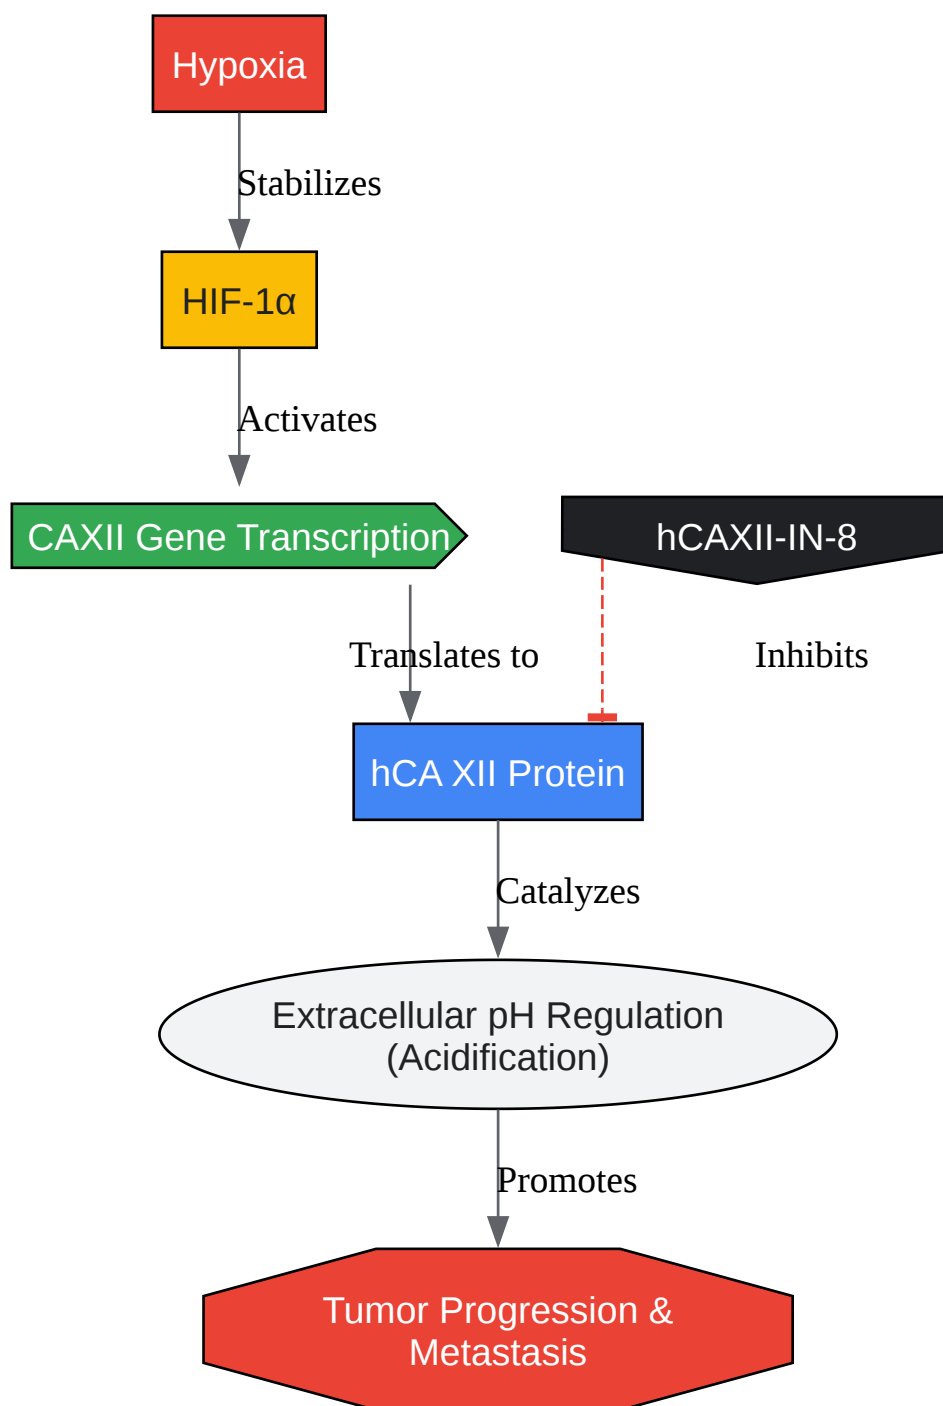 Hypoxia
Stabilizes
HIF-1α
Activates
CAXII Gene Transcription
hCAXII-IN-8
Translates to
Inhibits
hCA XII Protein
Catalyzes
Extracellular pH Regulation
(Acidification)
Promotes
Tumor Progression &
Metastasis